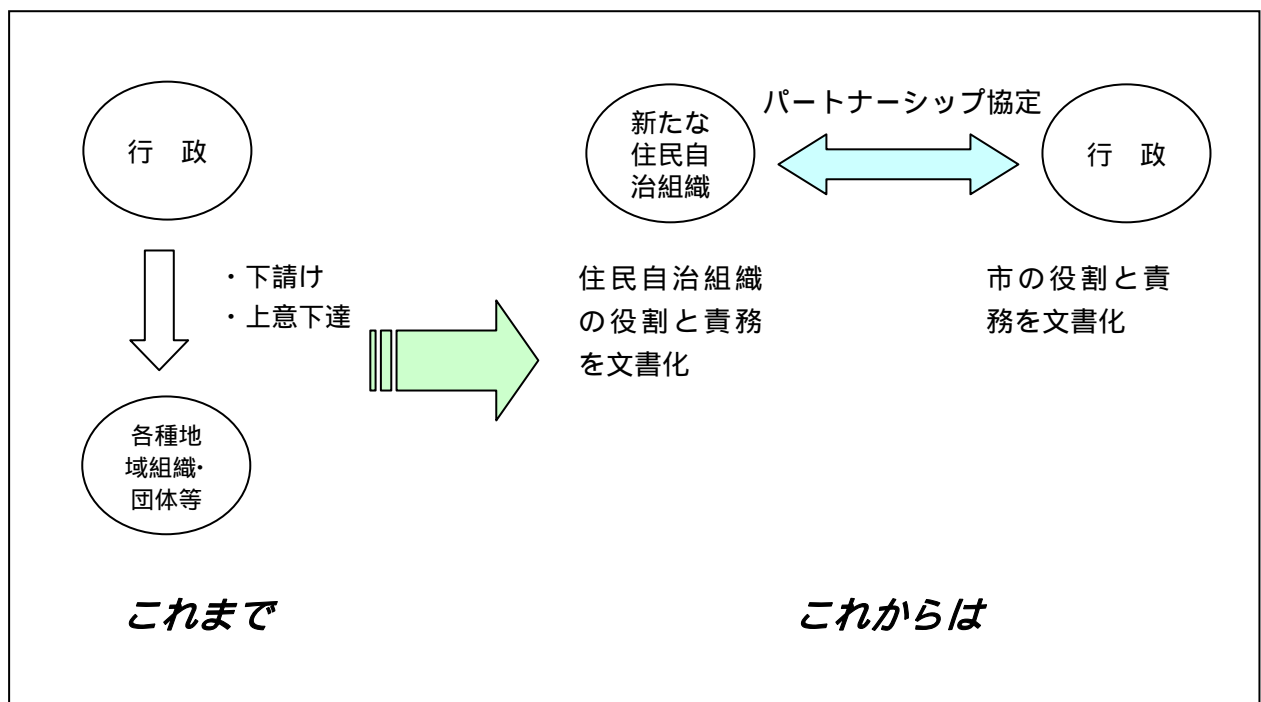 行　政
・下請け
・上意下達
各種地
域組織・
団体等
これまで
パートナーシップ協定
新たな
住民自
治組織
行　政
住民自治組織
の役割と責務
を文書化
市の役割と責
務を文書化
これからは